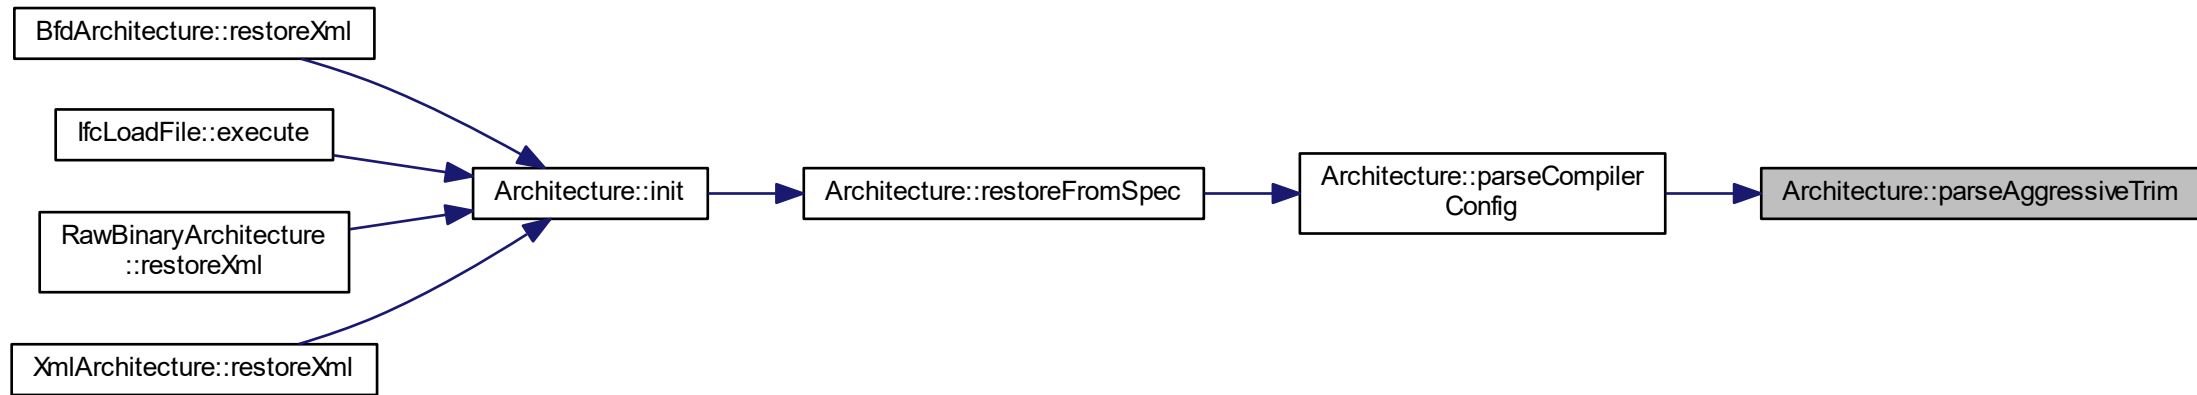 BfdArchitecture::restoreXml
IfcLoadFile::execute
RawBinaryArchitecture
::restoreXml
XmlArchitecture::restoreXml
Architecture::init
Architecture::restoreFromSpec
Architecture::parseCompiler
Config
Architecture::parseAggressiveTrim